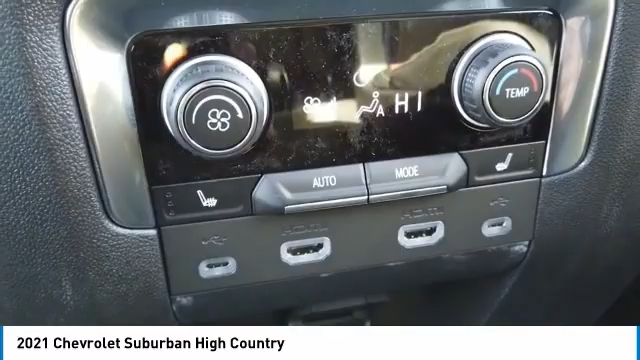 HI
A
TEMP
AUTO
MODE
HDMI
HDMI
2021 Chevrolet Suburban High Country